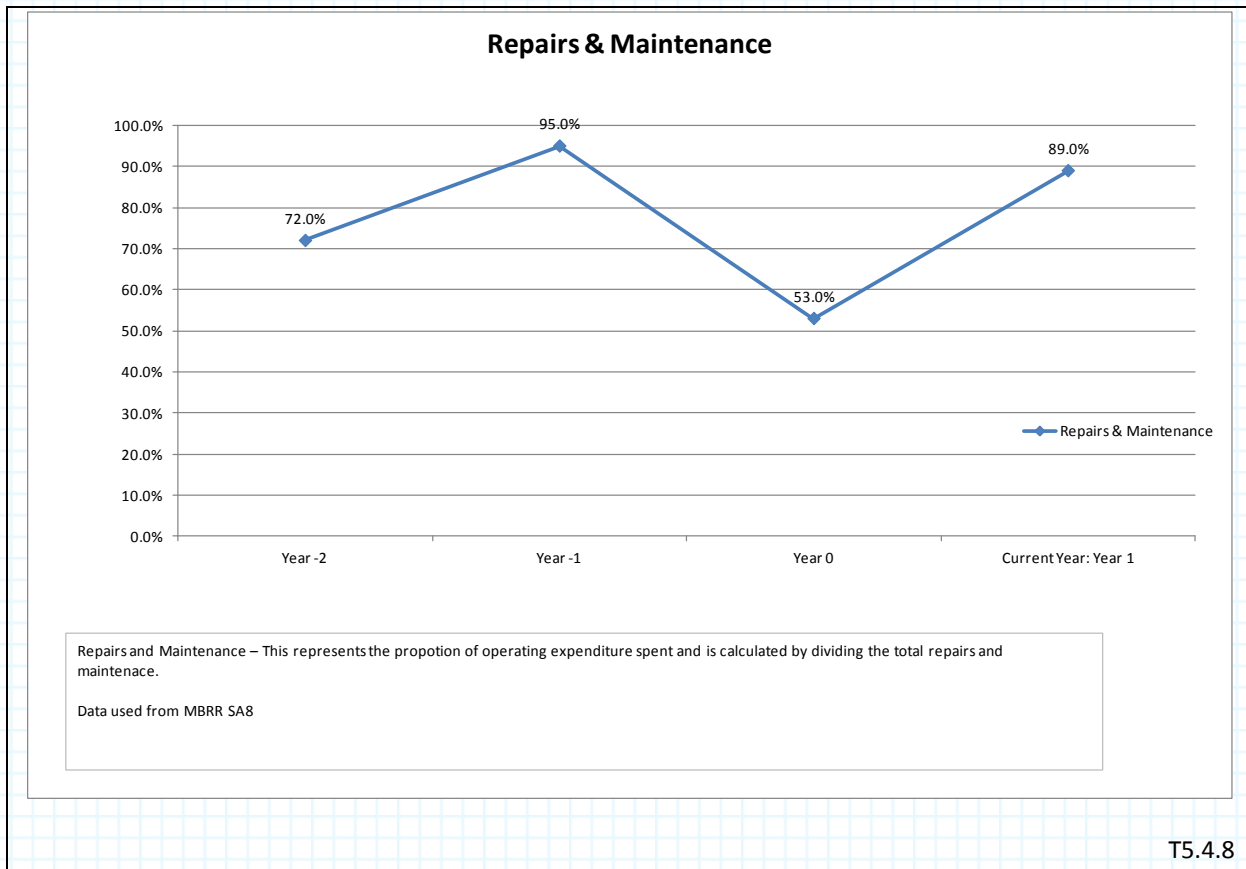 Repairs & Maintenance
100.0%
90.0%
80.0%
70.0%
60.0%
50.0%
40.0%
30.0%
20.0%
10.0%
0.0%
72.0%
95.0%
53.0%
89.0%
Repairs & Maintenance
Year -2
Year -1
Year 0
Current Year: Year 1
Repairs and Maintenance – This represents the propotion of operating expenditure spent and is calculated by dividing the total repairs and
maintenace.
Data used from MBRR SA8
T5.4.8